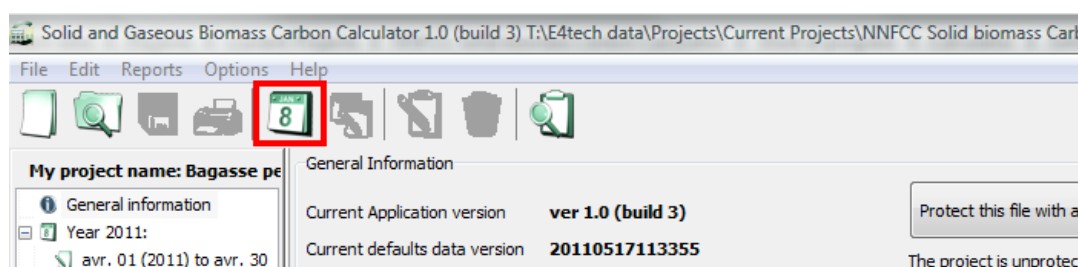 Solid and Gaseous Biomass Carbon Calculator 1.0 (build 3) T:\E4tech data\Projects\Current Projects\NNFCC Solid biomass Carb
File Edit Reports Options Help
JAN
8
My project name: Bagasse pe
General information
Year 2011:
avr. 01 (2011) to avr. 30
General Information
Current Application version ver 1.0 (build 3)
Current defaults data version 20110517113355
Protect this file with a
The project is unprotec